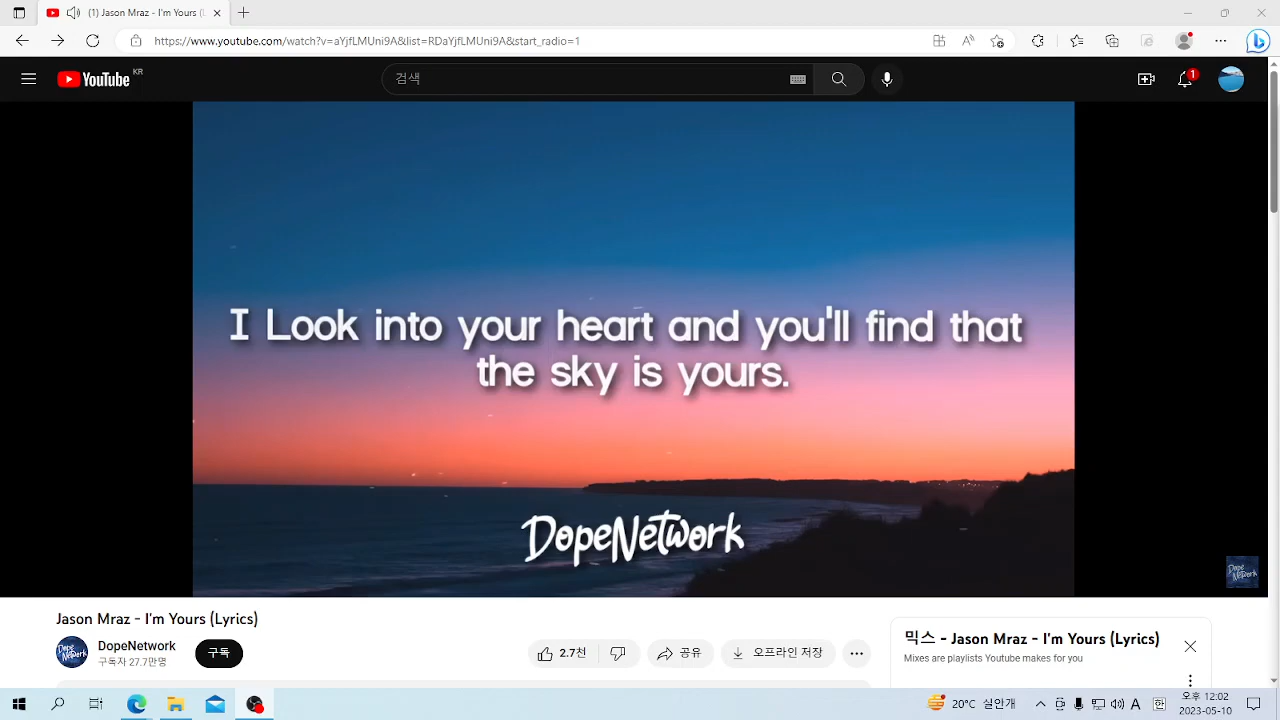 (1) Jason Mraz - I'm Yours (L
https://www.youtube.com/watch?v=aYjfLMUni9A&list=RDaYjfLMUni9A&start_radio=1
YouTube KR
검색
1
I Look into your heart and you'll find that
the sky is yours.
DopeNetwork
Dope
Network
Jason Mraz - I'm Yours (Lyrics)
DopeNetwork
구독자 27.7만명
구독
2.7천
공유
오프라인 저장
믹스 - Jason Mraz - I'm Yours (Lyrics)
Mixes are playlists Youtube makes for you
20°C 실안개
A
오후 12:02
2023-05-10